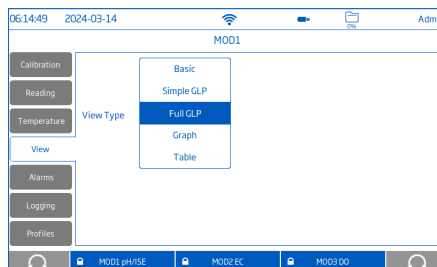 06:14:49 2024-03-14 0% Adm
MOD1
Calibration
Reading
Temperature
View
Alarms
Logging
Profiles
View Type
Basic
Simple GLP
Full GLP
Graph
Table
MOD1 pH/ISE MOD2 EC MOD3 DO